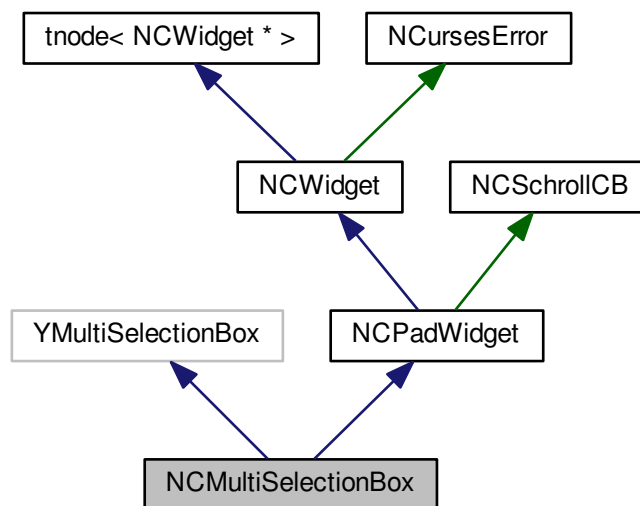 tnode< NCWidget * >
NCursesError
NCWidget
NCSchrollCB
YMultiSelectionBox
NCPadWidget
NCMultiSelectionBox